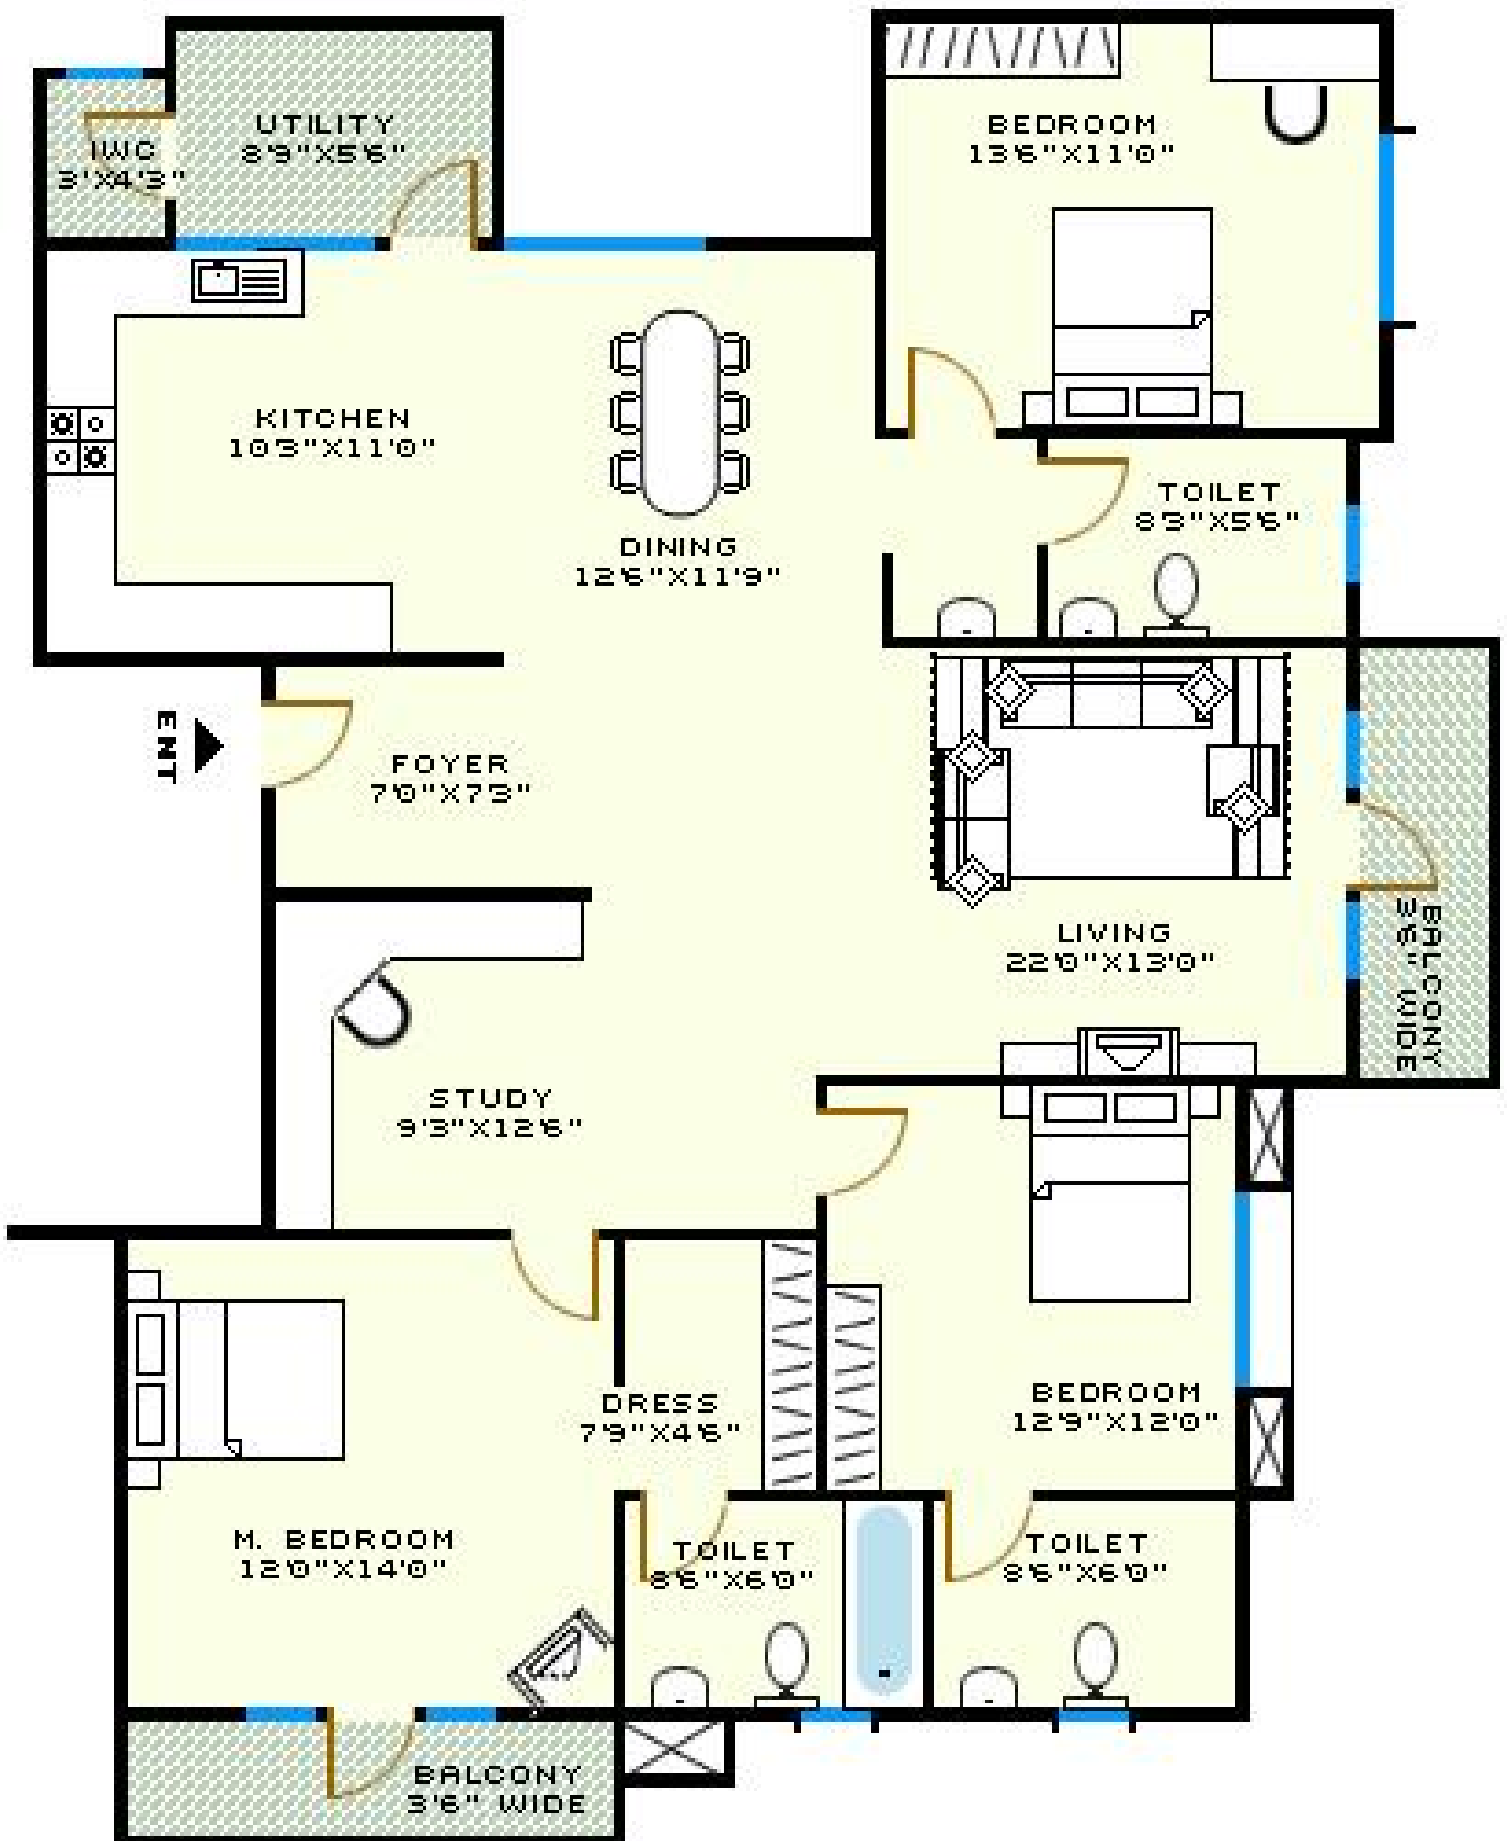 UTILITY
8'9"X5'6"
IWC
3'X4'3"
BEDROOM
13'6"X11'0"
KITCHEN
10'3"X11'0"
TOILET
8'3"X5'6"
DINING
12'6"X11'9"
ENT
FOYER
7'0"X7'3"
LIVING
22'0"X13'0"
BALCONY
3'6" WIDE
STUDY
9'3"X12'6"
BEDROOM
12'9"X12'0"
DRESS
7'9"X4'6"
M. BEDROOM
12'0"X14'0"
TOILET
8'6"X6'0"
TOILET
8'6"X6'0"
BALCONY
3'6" WIDE